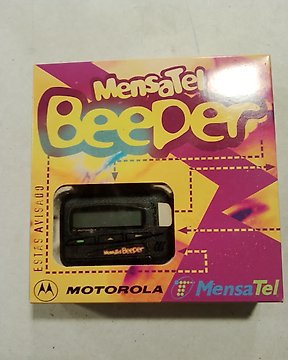 MensaTel
Beeper
ESTAS AVISADO
MensaTel Beeper
MOTOROLA
MensaTel